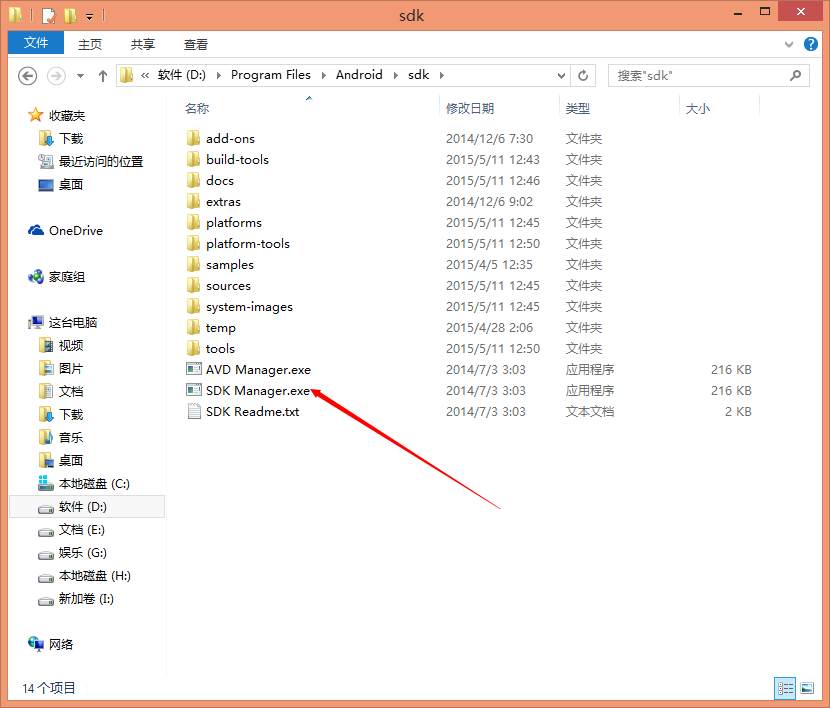 sdk
文件 主页 共享 查看
« 软件 (D:) Program Files Android sdk
搜索"sdk"
名称 修改日期 类型 大小
收藏夹
下载
最近访问的位置
桌面
OneDrive
家庭组
这台电脑
视频
图片
文档
下载
音乐
桌面
本地磁盘 (C:)
软件 (D:)
文档 (E:)
娱乐 (G:)
本地磁盘 (H:)
新加卷 (I:)
网络
add-ons 2014/12/6 7:30 文件夹
build-tools 2015/5/11 12:43 文件夹
docs 2015/5/11 12:46 文件夹
extras 2014/12/6 9:02 文件夹
platforms 2015/5/11 12:45 文件夹
platform-tools 2015/5/11 12:50 文件夹
samples 2015/4/5 12:35 文件夹
sources 2015/5/11 12:45 文件夹
system-images 2015/5/11 12:45 文件夹
temp 2015/4/28 2:06 文件夹
tools 2015/5/11 12:50 文件夹
AVD Manager.exe 2014/7/3 3:03 应用程序 216 KB
SDK Manager.exe 2014/7/3 3:03 应用程序 216 KB
SDK Readme.txt 2014/7/3 3:03 文本文档 2 KB
14 个项目